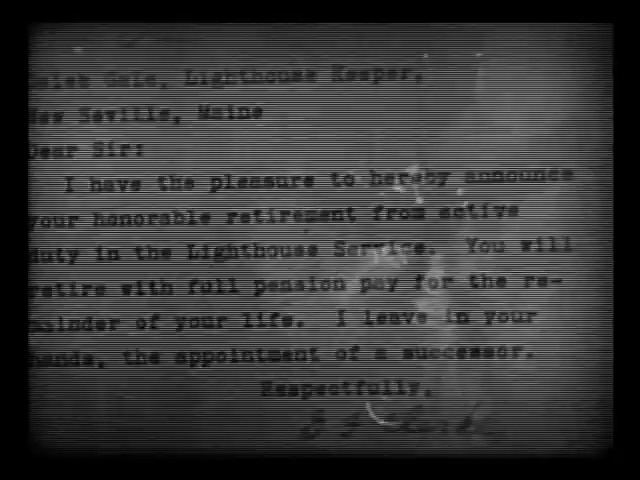 Caleb Gale, Lighthouse Keeper,
New Seville, Maine
Dear Sir:
I have the pleasure to hereby announce
your honorable retirement from active
duty in the Lighthouse Service. You will
retire with full pension pay for the re-
mainder of your life. I leave in your
hands, the appointment of a successor.
Respectfully,